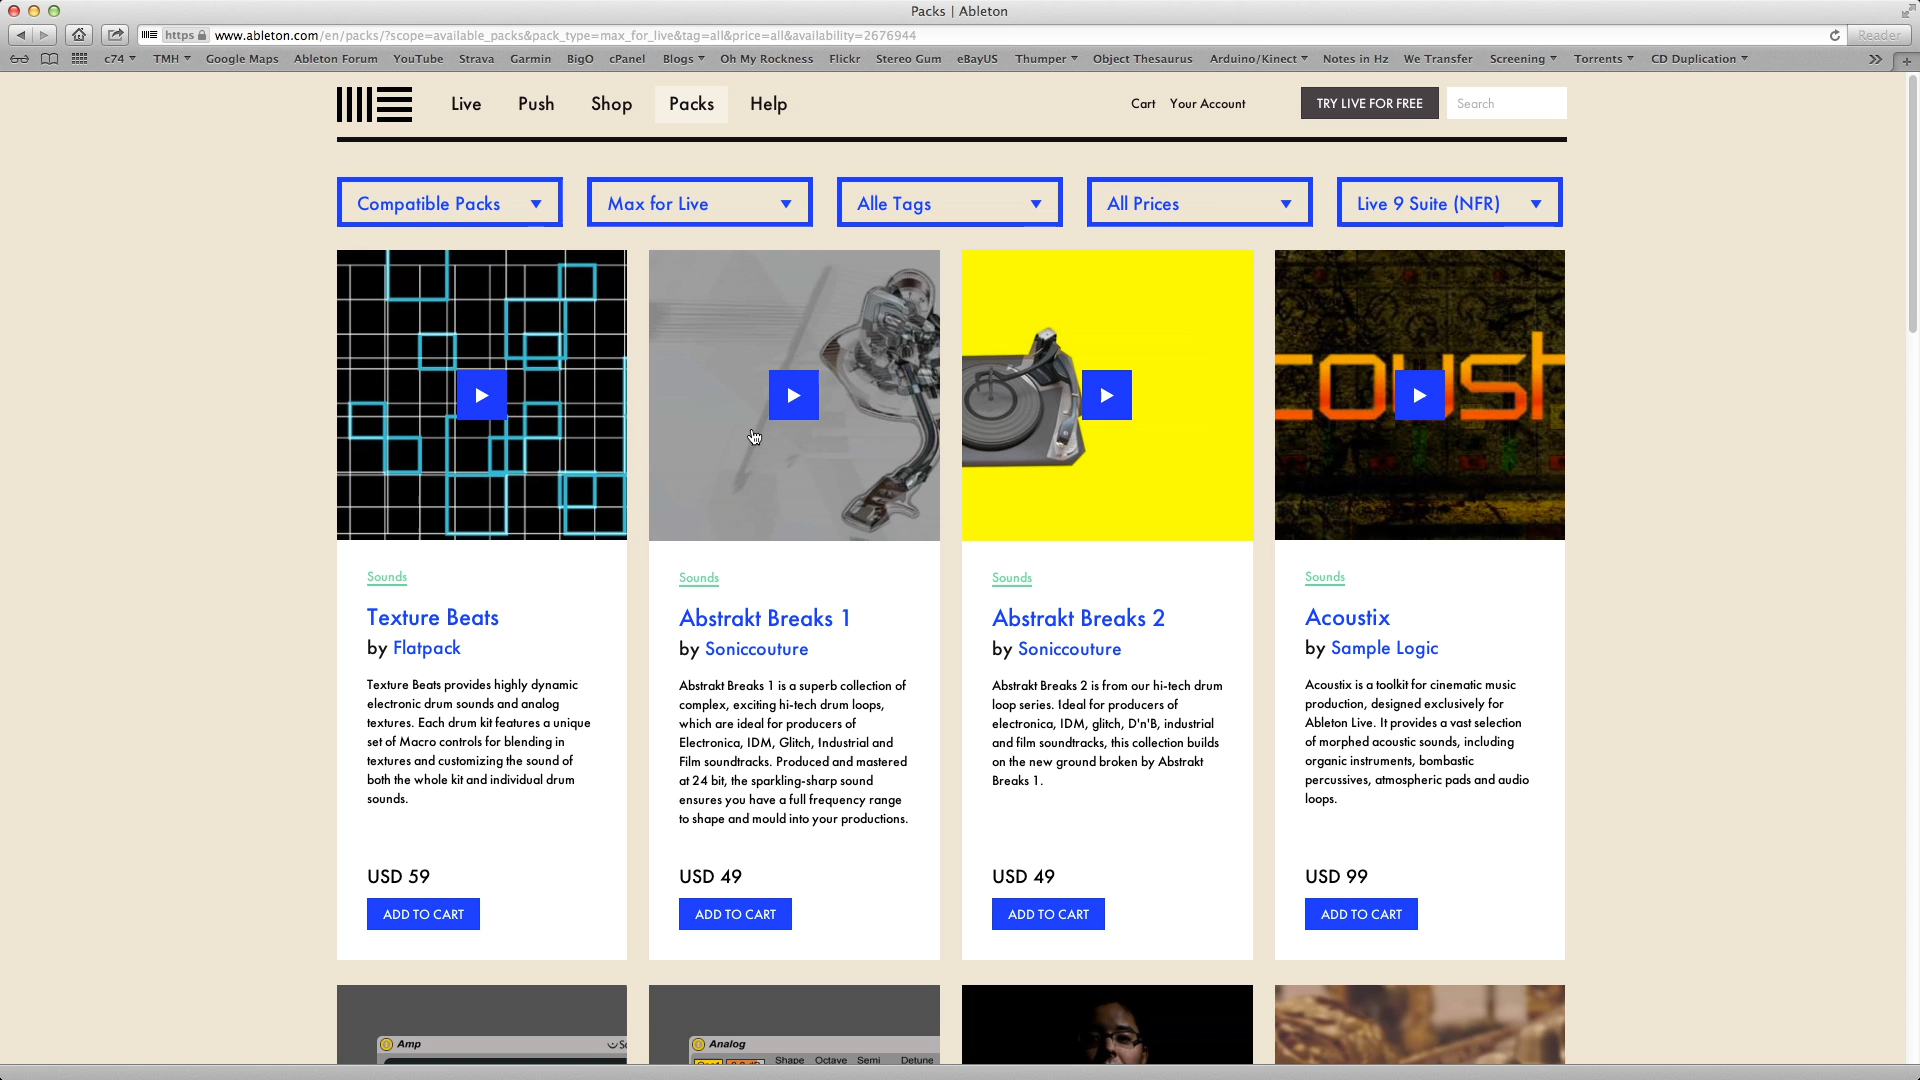 Packs | Ableton
https www.ableton.com/en/packs/?scope=available_packs&pack_type=max_for_live&tag=all&price=all&availability=2676944 Reader
c74 TMH Google Maps Ableton Forum YouTube Strava Garmin BigO cPanel Blogs Oh My Rockness Flickr Stereo Gum eBayUS Thumper Object Thesaurus Arduino/Kinect Notes in Hz We Transfer Screening Torrents CD Duplication
Live Push Shop Packs Help Cart Your Account TRY LIVE FOR FREE Search
Compatible Packs Max for Live Alle Tags All Prices Live 9 Suite (NFR)
coust
Sounds
Texture Beats
by Flatpack
Texture Beats provides highly dynamic
electronic drum sounds and analog
textures. Each drum kit features a unique
set of Macro controls for blending in
textures and customizing the sound of
both the whole kit and individual drum
sounds.
USD 59
ADD TO CART
Sounds
Abstrakt Breaks 1
by Soniccouture
Abstrakt Breaks 1 is a superb collection of
complex, exciting hi-tech drum loops,
which are ideal for producers of
Electronica, IDM, Glitch, Industrial and
Film soundtracks. Produced and mastered
at 24 bit, the sparkling-sharp sound
ensures you have a full frequency range
to shape and mould into your productions.
USD 49
ADD TO CART
Sounds
Abstrakt Breaks 2
by Soniccouture
Abstrakt Breaks 2 is from our hi-tech drum
loop series. Ideal for producers of
electronica, IDM, glitch, D'n'B, industrial
and film soundtracks, this collection builds
on the new ground broken by Abstrakt
Breaks 1.
USD 49
ADD TO CART
Sounds
Acoustix
by Sample Logic
Acoustix is a toolkit for cinematic music
production, designed exclusively for
Ableton Live. It provides a vast selection
of morphed acoustic sounds, including
organic instruments, bombastic
percussives, atmospheric pads and audio
loops.
USD 99
ADD TO CART
Amp
Analog
Shape Octave Semi Detune